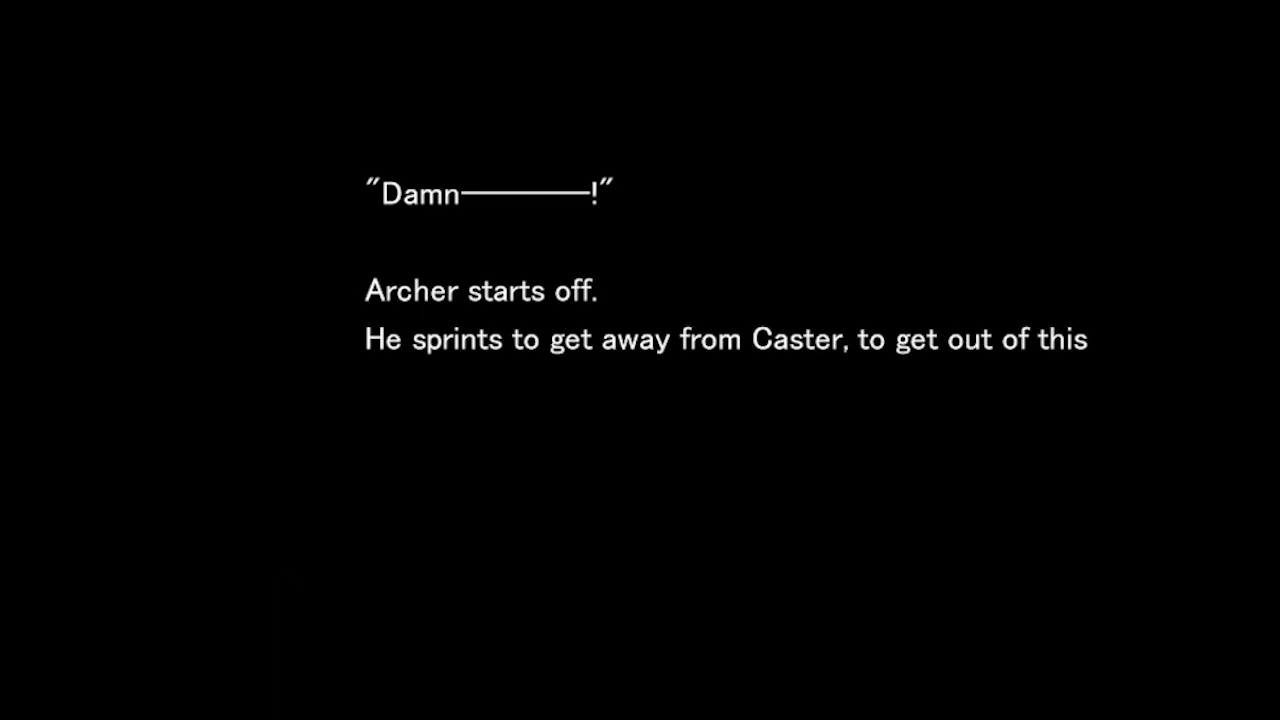 "Damn────!"
Archer starts off.
He sprints to get away from Caster, to get out of this